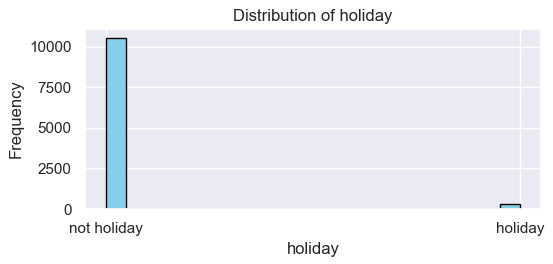 Distribution of holiday
Frequency
10000
7500
5000
2500
0
not holiday
holiday
holiday